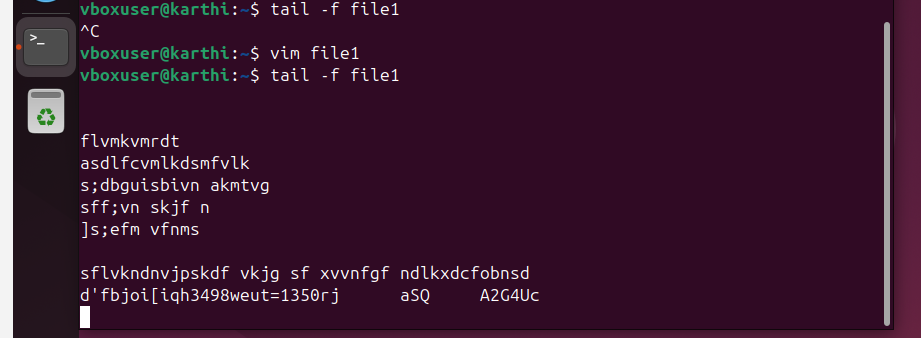 vboxuser@karthi:~$ tail -f file1
^C
vboxuser@karthi:~$ vim file1
vboxuser@karthi:~$ tail -f file1
flvmkvmrdt
asdlfcvmlkdsmfvlk
s;dbguisbivn akmtvg
sff;vn skjf n
]s;efm vfnms
sflvkndnvjpskdf vkjg sf xvvnfgf ndlkxdcfobnsd
d'fbjoi[iqh3498weut=1350rj      aSQ     A2G4Uc